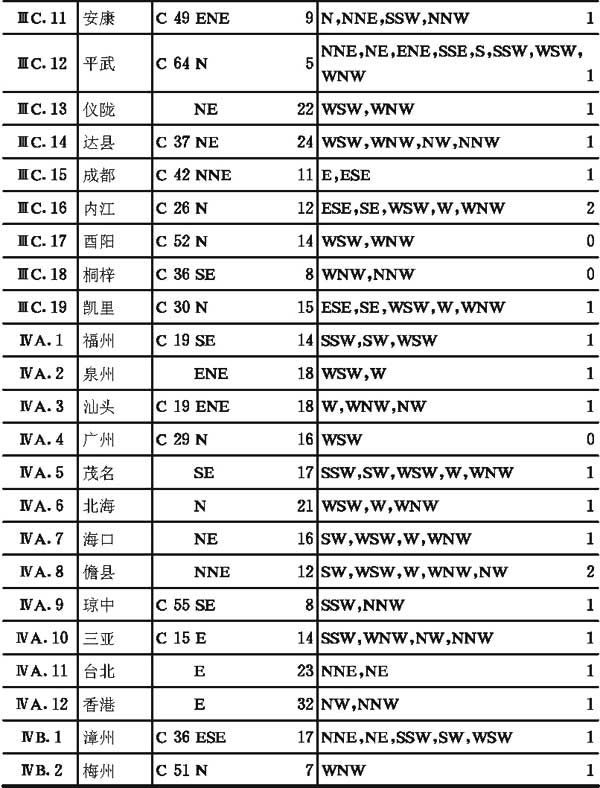 ⅢC.11 安康 C 49 ENE 9 N,NNE,SSW,NNW 1
ⅢC.12 平武 C 64 N 5 NNE,NE,ENE,SSE,S,SSW,WSW,
WNW 1
ⅢC.13 仪陇 NE 22 WSW,WNW 1
ⅢC.14 达县 C 37 NE 24 WSW,WNW,NW,NNW 1
ⅢC.15 成都 C 42 NNE 11 E,ESE 1
ⅢC.16 内江 C 26 N 12 ESE,SE,WSW,W,WNW 2
ⅢC.17 酉阳 C 52 N 14 WSW,WNW 0
ⅢC.18 桐梓 C 36 SE 8 WNW,NNW 0
ⅢC.19 凯里 C 30 N 15 ESE,SE,WSW,W,WNW 1
ⅣA.1 福州 C 19 SE 14 SSW,SW,WSW 1
ⅣA.2 泉州 ENE 18 WSW,W 1
ⅣA.3 汕头 C 19 ENE 18 W,WNW,NW 1
ⅣA.4 广州 C 29 N 16 WSW 0
ⅣA.5 茂名 SE 17 SSW,SW,WSW,W,WNW 1
ⅣA.6 北海 N 21 WSW,W,WNW 1
ⅣA.7 海口 NE 16 SW,WSW,W,WNW 1
ⅣA.8 儋县 NNE 12 SW,WSW,W,WNW,NW 2
ⅣA.9 琼中 C 55 SE 8 SSW,NNW 1
ⅣA.10 三亚 C 15 E 14 SSW,WNW,NW,NNW 1
ⅣA.11 台北 E 23 NNE,NE 1
ⅣA.12 香港 E 32 NW,NNW 1
ⅣB.1 漳州 C 36 ESE 17 NNE,NE,SSW,SW,WSW 1
ⅣB.2 梅州 C 51 N 7 WNW 1